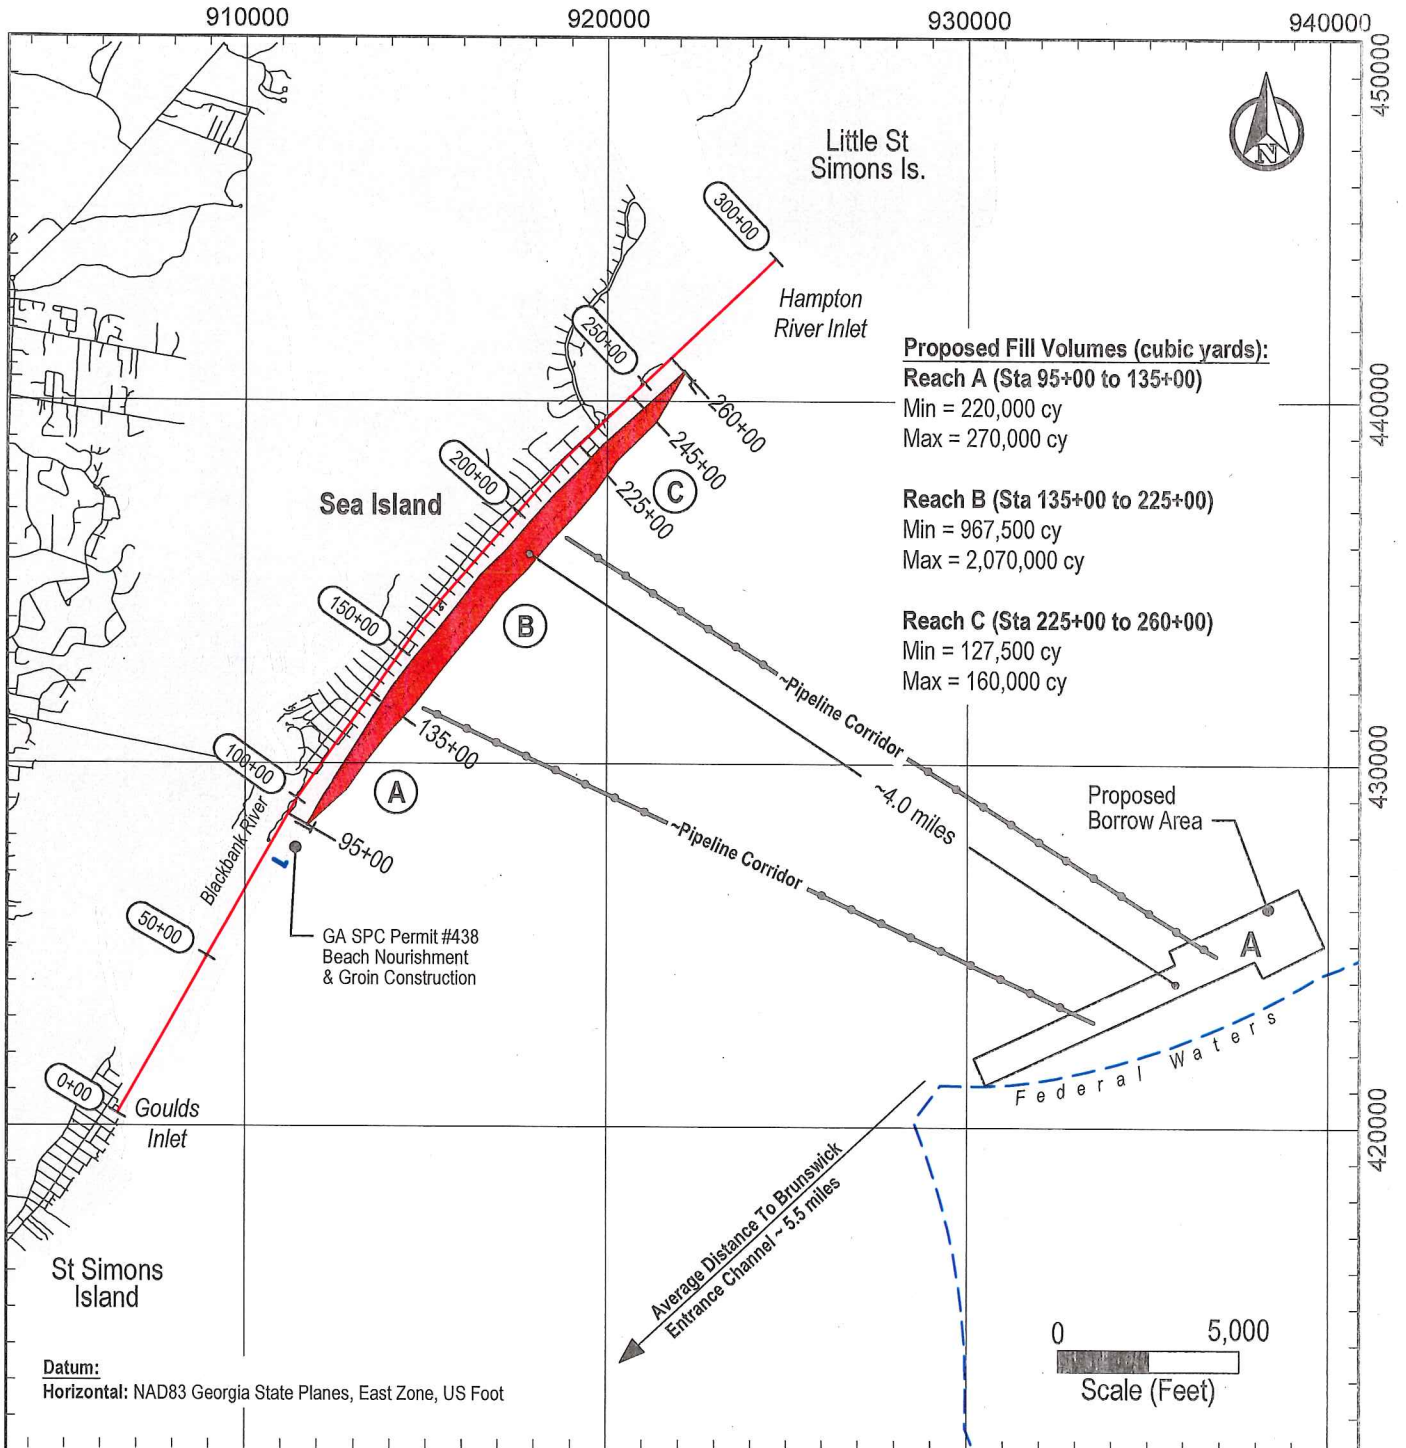 910000
920000
930000
940000
450000
440000
430000
420000
N
Little St
Simons Is.
300+00
Hampton
River Inlet
250+00
260+00
245+00
225+00
C
200+00
Sea Island
150+00
B
135+00
A
100+00
95+00
Blackbank River
50+00
0+00
Goulds
Inlet
St Simons
Island
GA SPC Permit #438
Beach Nourishment
& Groin Construction
Proposed Fill Volumes (cubic yards):
Reach A (Sta 95+00 to 135+00)
Min = 220,000 cy
Max = 270,000 cy
Reach B (Sta 135+00 to 225+00)
Min = 967,500 cy
Max = 2,070,000 cy
Reach C (Sta 225+00 to 260+00)
Min = 127,500 cy
Max = 160,000 cy
~Pipeline Corridor
~4.0 miles
~Pipeline Corridor
Proposed
Borrow Area
A
Federal Waters
Average Distance To Brunswick
Entrance Channel ~ 5.5 miles
0 5,000
Scale (Feet)
Datum:
Horizontal: NAD83 Georgia State Planes, East Zone, US Foot